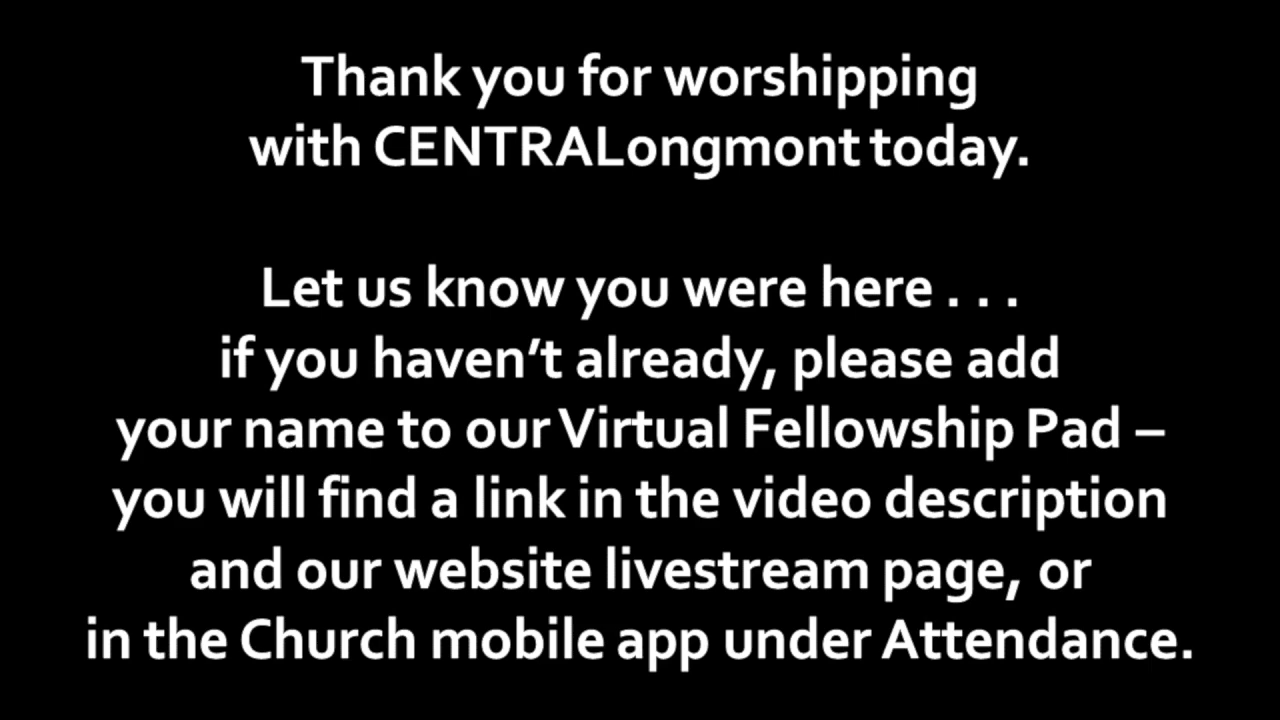 Thank you for worshipping
with CENTRALongmont today.
Let us know you were here . . .
if you haven’t already, please add
your name to our Virtual Fellowship Pad –
you will find a link in the video description
and our website livestream page, or
in the Church mobile app under Attendance.